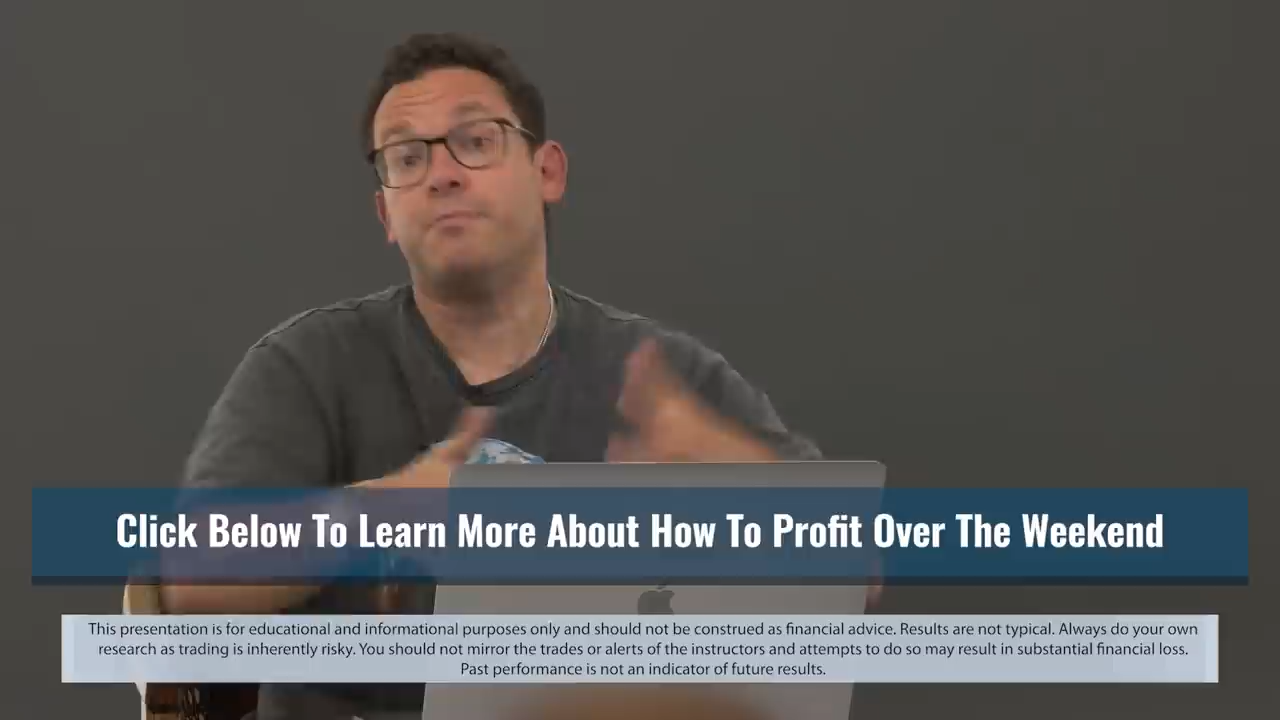 Click Below To Learn More About How To Profit Over The Weekend
This presentation is for educational and informational purposes only and should not be construed as financial advice. Results are not typical. Always do your own
research as trading is inherently risky. You should not mirror the trades or alerts of the instructors and attempts to do so may result in substantial financial loss.
Past performance is not an indicator of future results.